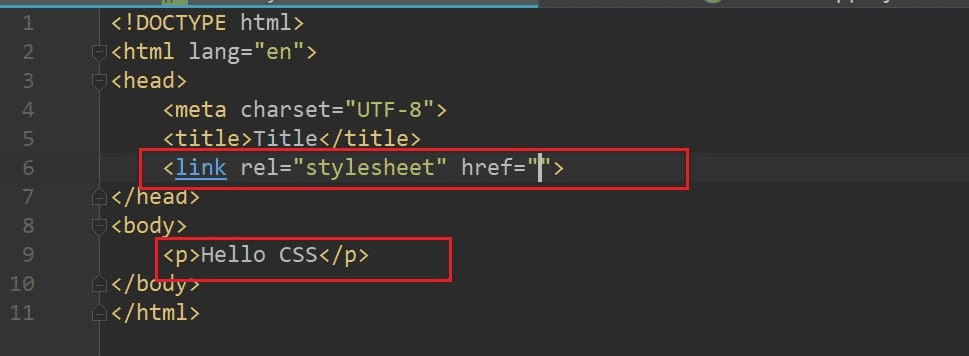 1 <!DOCTYPE html>
2 <html lang="en">
3 <head>
4 <meta charset="UTF-8">
5 <title>Title</title>
6 <link rel="stylesheet" href="">
7 </head>
8 <body>
9 <p>Hello CSS</p>
10 </body>
11 </html>